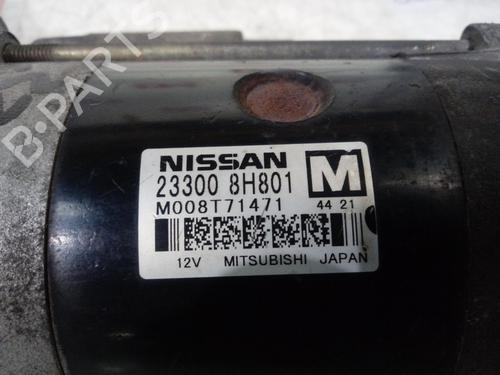 NISSAN
23300 8H801 M
M008T71471 44 21
12V MITSUBISHI JAPAN
B-PARTS